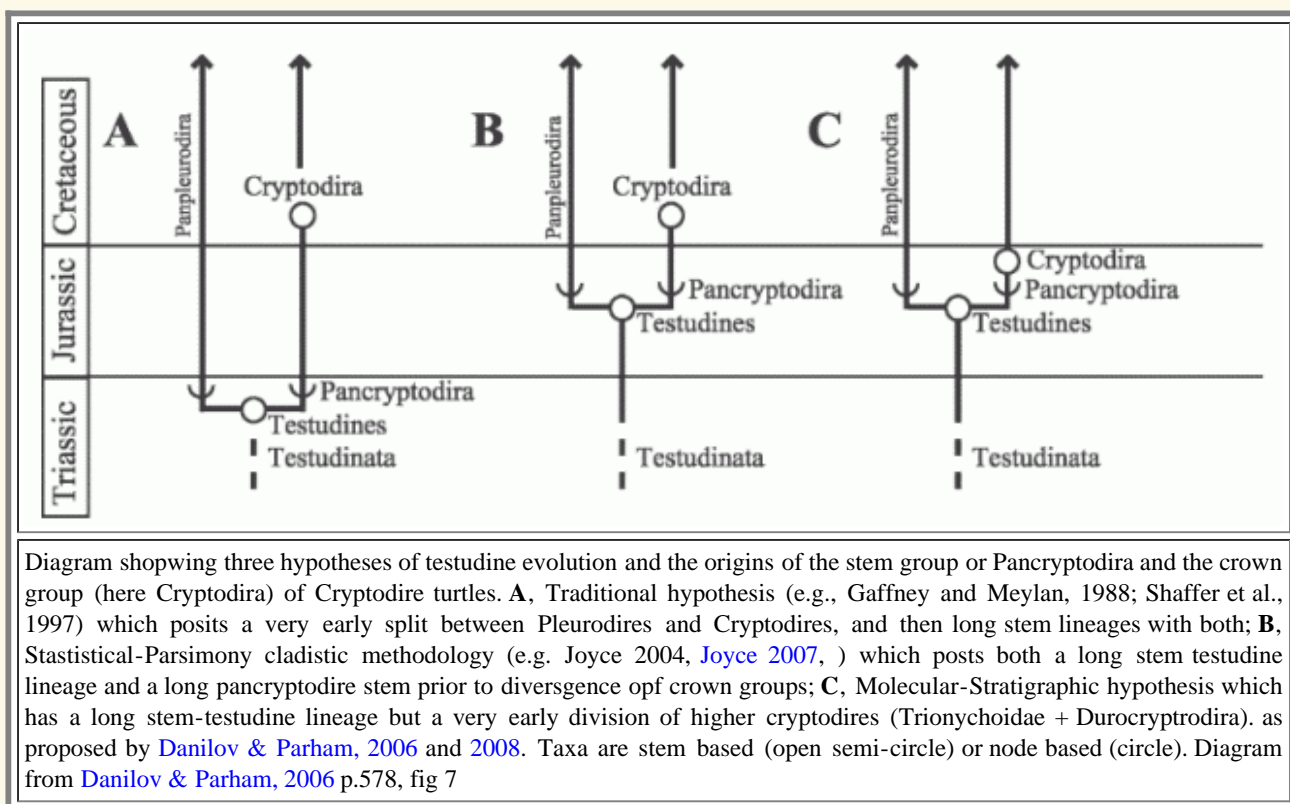 Cretaceous
Jurassic
Triassic
A
Panpleurodira
Cryptodira
Pancryptodira
Testudines
Testudinata
B
Panpleurodira
Cryptodira
Pancryptodira
Testudines
Testudinata
C
Panpleurodira
Cryptodira
Pancryptodira
Testudines
Testudinata
Diagram shopwing three hypotheses of testudine evolution and the origins of the stem group or Pancryptodira and the crown
group (here Cryptodira) of Cryptodire turtles. A, Traditional hypothesis (e.g., Gaffney and Meylan, 1988; Shaffer et al.,
1997) which posits a very early split between Pleurodires and Cryptodires, and then long stem lineages with both; B,
Stastistical-Parsimony cladistic methodology (e.g. Joyce 2004, Joyce 2007, ) which posts both a long stem testudine
lineage and a long pancryptodire stem prior to diversgence opf crown groups; C, Molecular-Stratigraphic hypothesis which
has a long stem-testudine lineage but a very early division of higher cryptodires (Trionychoidae + Durocryptrodira). as
proposed by Danilov & Parham, 2006 and 2008. Taxa are stem based (open semi-circle) or node based (circle). Diagram
from Danilov & Parham, 2006 p.578, fig 7